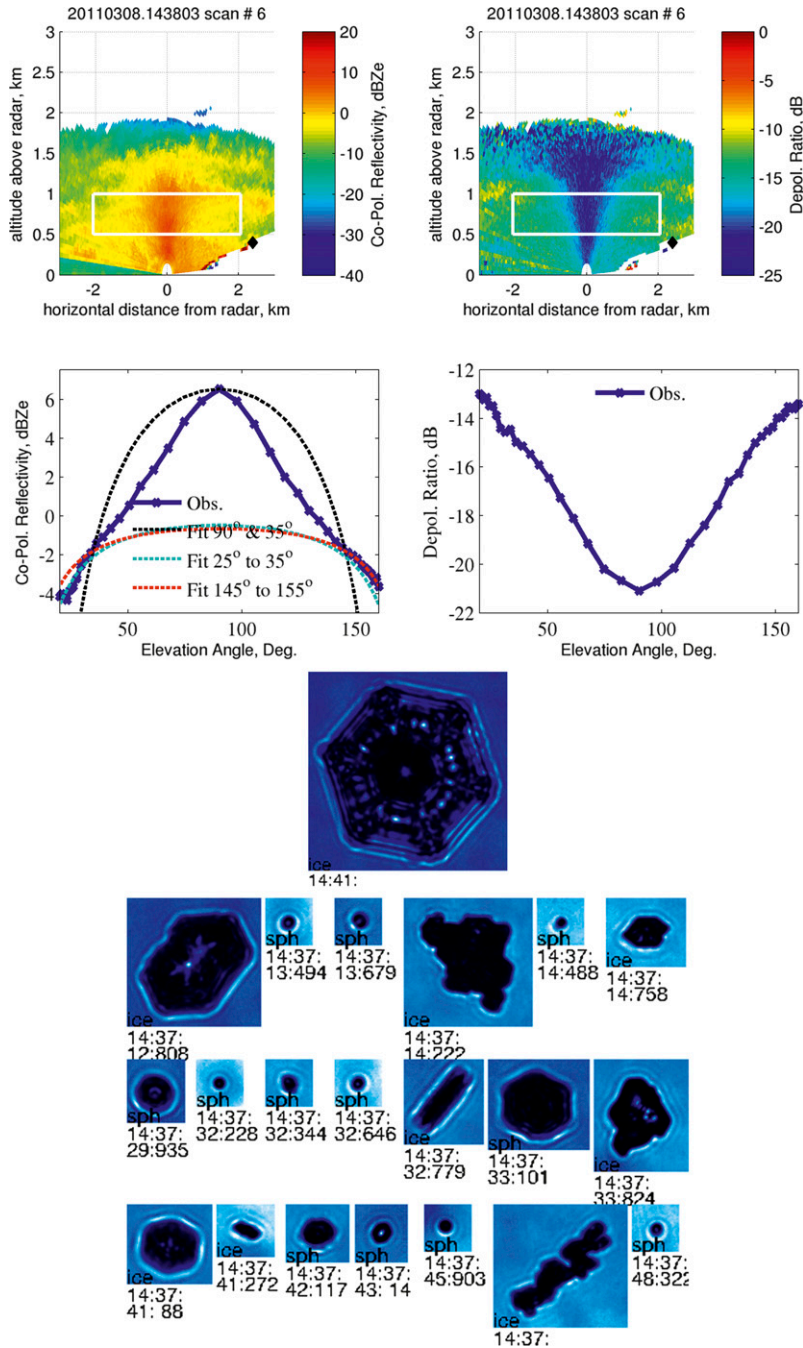 20110308.143803 scan # 6
3
2.5
2
1.5
1
0.5
0
altitude above radar, km
-2 0 2
horizontal distance from radar, km
20
10
0
-10
-20
-30
-40
Co-Pol. Reflectivity, dBZe
20110308.143803 scan # 6
3
2.5
2
1.5
1
0.5
0
altitude above radar, km
-2 0 2
horizontal distance from radar, km
0
-5
-10
-15
-20
-25
Depol. Ratio, dB
6
4
2
0
-2
-4
Co-Pol. Reflectivity, dBZe
Obs.
Fit 90° & 35°
Fit 25° to 35°
Fit 145° to 155°
50 100 150
Elevation Angle, Deg.
-12
-14
-16
-18
-20
-22
Depol. Ratio, dB
Obs.
50 100 150
Elevation Angle, Deg.
ice
14:41:
ice
14:37:
12:808
sph
14:37:
13:494
sph
14:37:
13:679
ice
14:37:
14:222
sph
14:37:
14:488
ice
14:37:
14:758
sph
14:37:
29:935
sph
14:37:
32:228
sph
14:37:
32:344
sph
14:37:
32:646
ice
14:37:
32:779
sph
14:37:
33:101
ice
14:37:
33:824
ice
14:37:
41: 88
ice
14:37:
41:272
sph
14:37:
42:117
sph
14:37:
43: 14
sph
14:37:
45:903
ice
14:37:
sph
14:37:
48:322